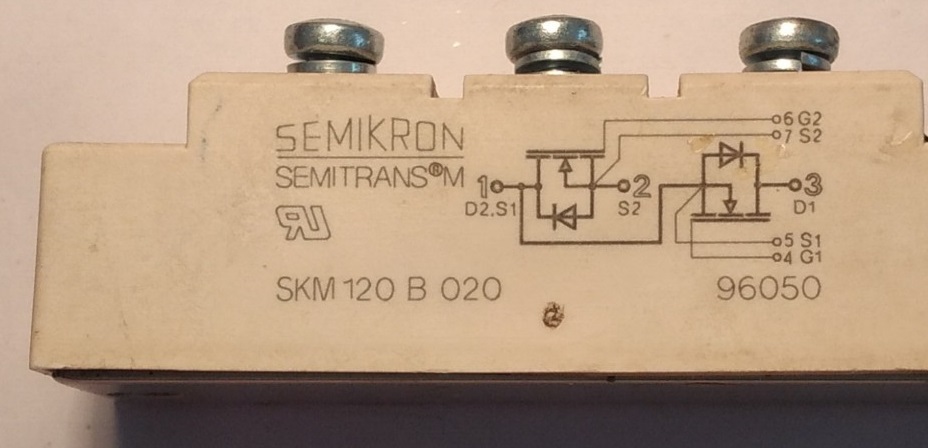 SEMIKRON
SEMITRANS®M
6 G2
7 S2
1
D2.S1
2
S2
3
D1
5 S1
4 G1
SKM 120 B 020
96050